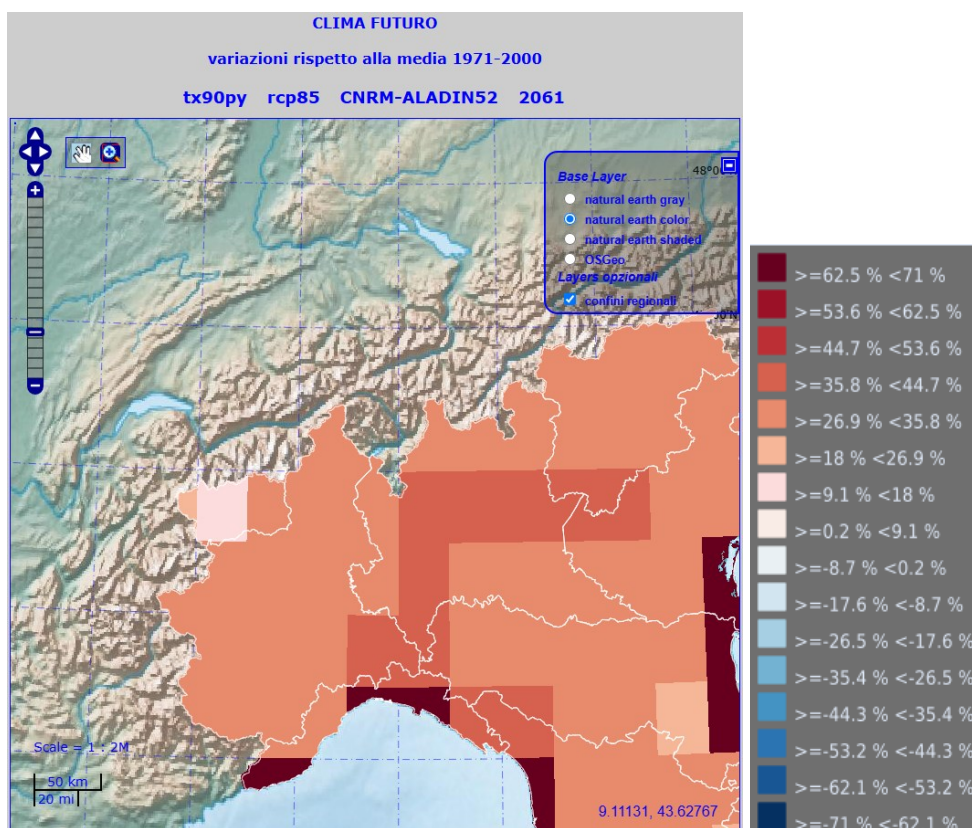 CLIMA FUTURO
variazioni rispetto alla media 1971-2000
tx90py rcp85 CNRM-ALADIN52 2061
Base Layer
48°0
natural earth gray
natural earth color
natural earth shaded
OSGeo
Layers opzionali
confini regionali
0'N
Scale = 1 : 2M
50 km
20 mi
9.11131, 43.62767
>=62.5 % <71 %
>=53.6 % <62.5 %
>=44.7 % <53.6 %
>=35.8 % <44.7 %
>=26.9 % <35.8 %
>=18 % <26.9 %
>=9.1 % <18 %
>=0.2 % <9.1 %
>=-8.7 % <0.2 %
>=-17.6 % <-8.7 %
>=-26.5 % <-17.6 %
>=-35.4 % <-26.5 %
>=-44.3 % <-35.4 %
>=-53.2 % <-44.3 %
>=-62.1 % <-53.2 %
>=-71 % <-62.1 %